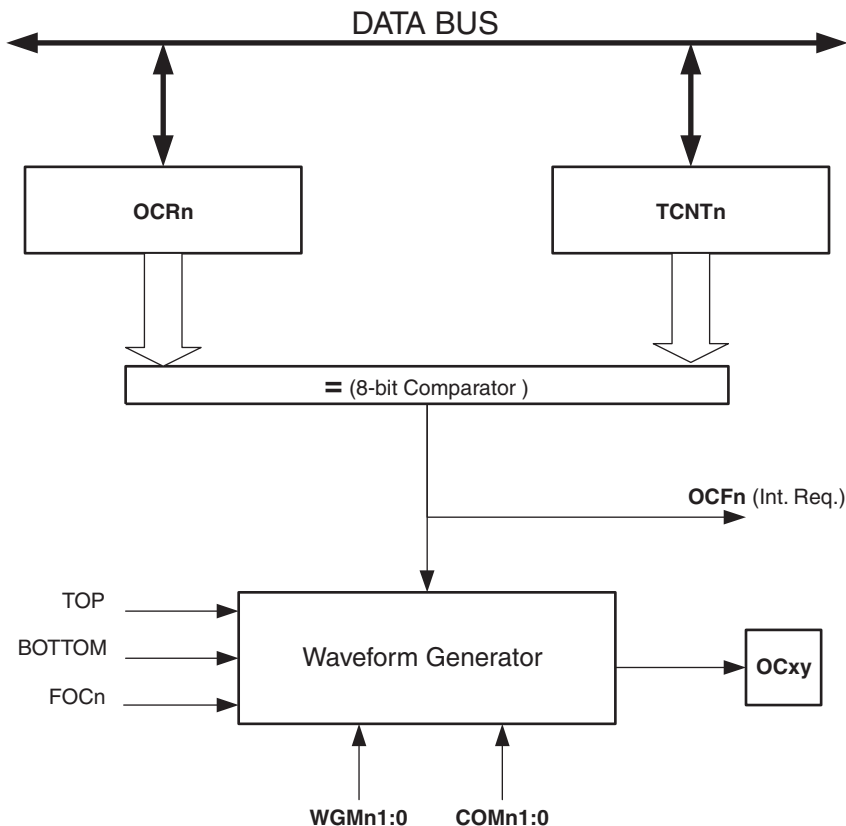 DATA BUS
OCRn
TCNTn
= (8-bit Comparator )
OCFn (Int. Req.)
TOP
BOTTOM
FOCn
Waveform Generator
OCxy
WGMn1:0
COMn1:0